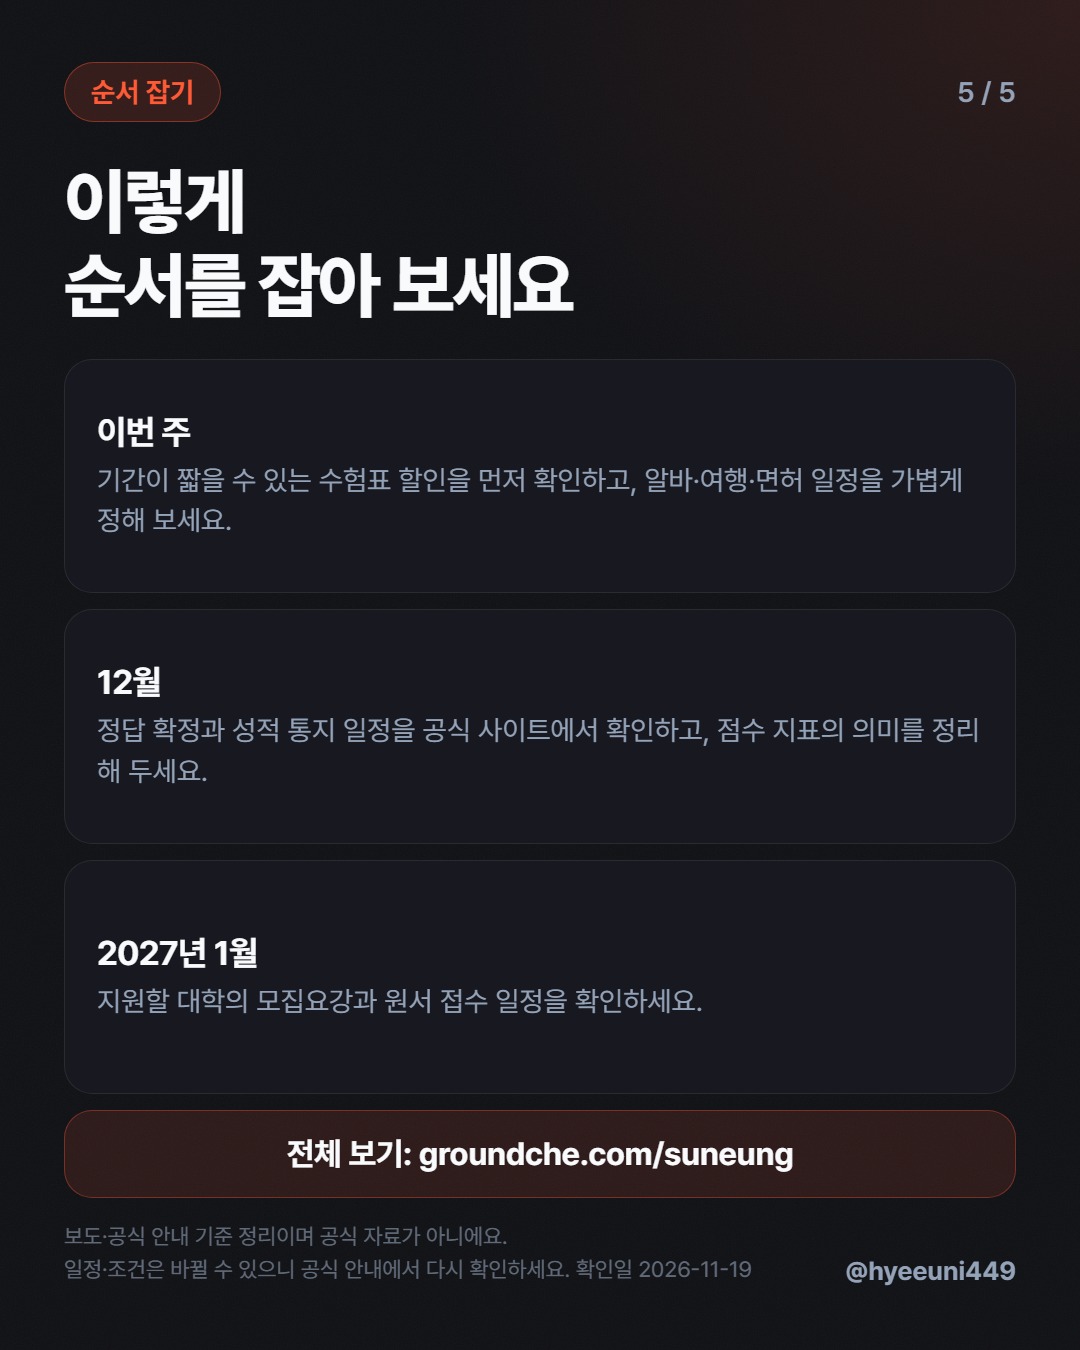 순서 잡기
5 / 5
이렇게
순서를 잡아 보세요
이번 주
기간이 짧을 수 있는 수험표 할인을 먼저 확인하고, 알바·여행·면허 일정을 가볍게
정해 보세요.
12월
정답 확정과 성적 통지 일정을 공식 사이트에서 확인하고, 점수 지표의 의미를 정리
해 두세요.
2027년 1월
지원할 대학의 모집요강과 원서 접수 일정을 확인하세요.
전체 보기: groundche.com/suneung
보도·공식 안내 기준 정리이며 공식 자료가 아니에요.
일정·조건은 바뀔 수 있으니 공식 안내에서 다시 확인하세요. 확인일 2026-11-19
@hyeeuni449